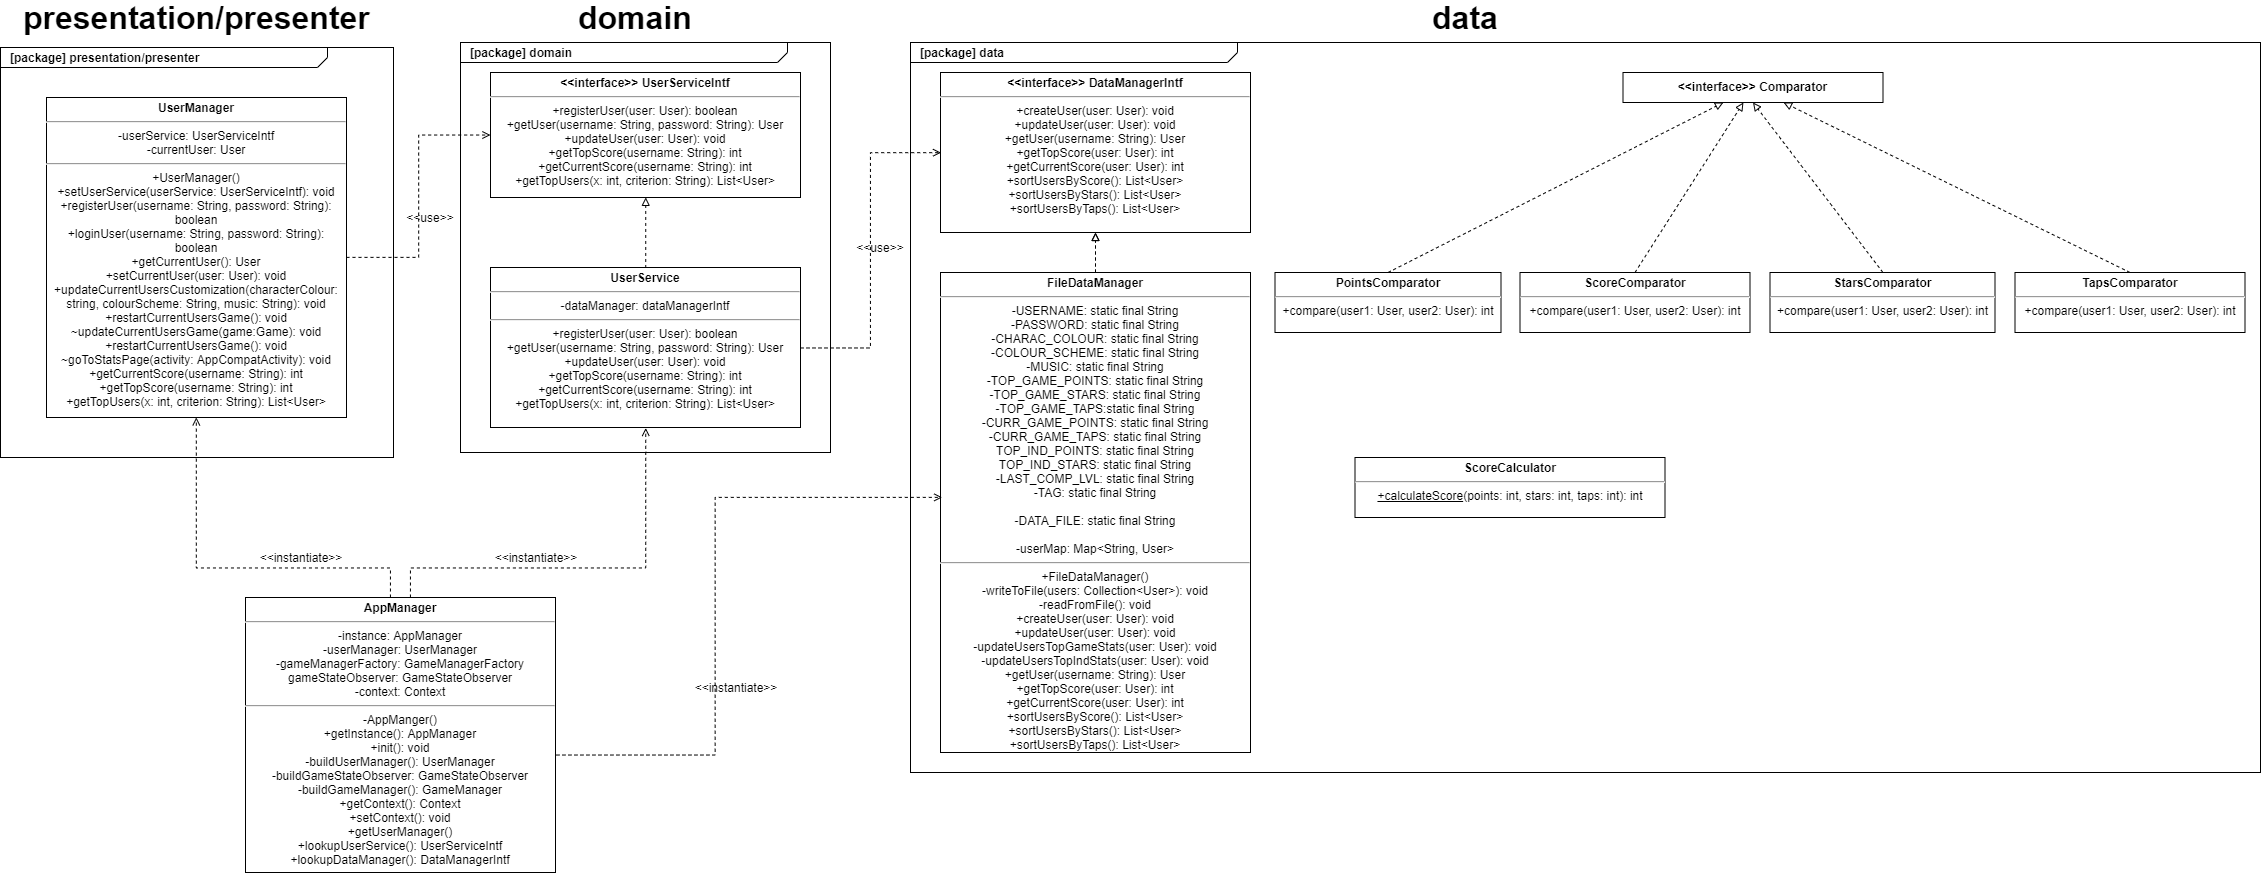 presentation/presenter
domain
data
[package] presentation/presenter
UserManager
-userService: UserServiceIntf
-currentUser: User
+UserManager()
+setUserService(userService: UserServiceIntf): void
+registerUser(username: String, password: String):
boolean
+loginUser(username: String, password: String):
boolean
+getCurrentUser(): User
+setCurrentUser(user: User): void
+updateCurrentUsersCustomization(characterColour:
string, colourScheme: String, music: String): void
+restartCurrentUsersGame(): void
~updateCurrentUsersGame(game:Game): void
+restartCurrentUsersGame(): void
~goToStatsPage(activity: AppCompatActivity): void
+getCurrentScore(username: String): int
+getTopScore(username: String): int
+getTopUsers(x: int, criterion: String): List<User>
<<use>>
[package] domain
<<interface>> UserServiceIntf
+registerUser(user: User): boolean
+getUser(username: String, password: String): User
+updateUser(user: User): void
+getTopScore(username: String): int
+getCurrentScore(username: String): int
+getTopUsers(x: int, criterion: String): List<User>
UserService
-dataManager: dataManagerIntf
+registerUser(user: User): boolean
+getUser(username: String, password: String): User
+updateUser(user: User): void
+getTopScore(username: String): int
+getCurrentScore(username: String): int
+getTopUsers(x: int, criterion: String): List<User>
<<use>>
[package] data
<<interface>> DataManagerIntf
+createUser(user: User): void
+updateUser(user: User): void
+getUser(username: String): User
+getTopScore(user: User): int
+getCurrentScore(user: User): int
+sortUsersByScore(): List<User>
+sortUsersByStars(): List<User>
+sortUsersByTaps(): List<User>
FileDataManager
-USERNAME: static final String
-PASSWORD: static final String
-CHARAC_COLOUR: static final String
-COLOUR_SCHEME: static final String
-MUSIC: static final String
-TOP_GAME_POINTS: static final String
-TOP_GAME_STARS: static final String
-TOP_GAME_TAPS:static final String
-CURR_GAME_POINTS: static final String
-CURR_GAME_TAPS: static final String
TOP_IND_POINTS: static final String
TOP_IND_STARS: static final String
-LAST_COMP_LVL: static final String
-TAG: static final String
-DATA_FILE: static final String
-userMap: Map<String, User>
+FileDataManager()
-writeToFile(users: Collection<User>): void
-readFromFile(): void
+createUser(user: User): void
+updateUser(user: User): void
-updateUsersTopGameStats(user: User): void
-updateUsersTopIndStats(user: User): void
+getUser(username: String): User
+getTopScore(user: User): int
+getCurrentScore(user: User): int
+sortUsersByScore(): List<User>
+sortUsersByStars(): List<User>
+sortUsersByTaps(): List<User>
<<interface>> Comparator
PointsComparator
+compare(user1: User, user2: User): int
ScoreComparator
+compare(user1: User, user2: User): int
StarsComparator
+compare(user1: User, user2: User): int
TapsComparator
+compare(user1: User, user2: User): int
ScoreCalculator
+calculateScore(points: int, stars: int, taps: int): int
<<instantiate>>
<<instantiate>>
<<instantiate>>
AppManager
-instance: AppManager
-userManager: UserManager
-gameManagerFactory: GameManagerFactory
gameStateObserver: GameStateObserver
-context: Context
-AppManger()
+getInstance(): AppManager
+init(): void
-buildUserManager(): UserManager
-buildGameStateObserver: GameStateObserver
-buildGameManager(): GameManager
+getContext(): Context
+setContext(): void
+getUserManager()
+lookupUserService(): UserServiceIntf
+lookupDataManager(): DataManagerIntf